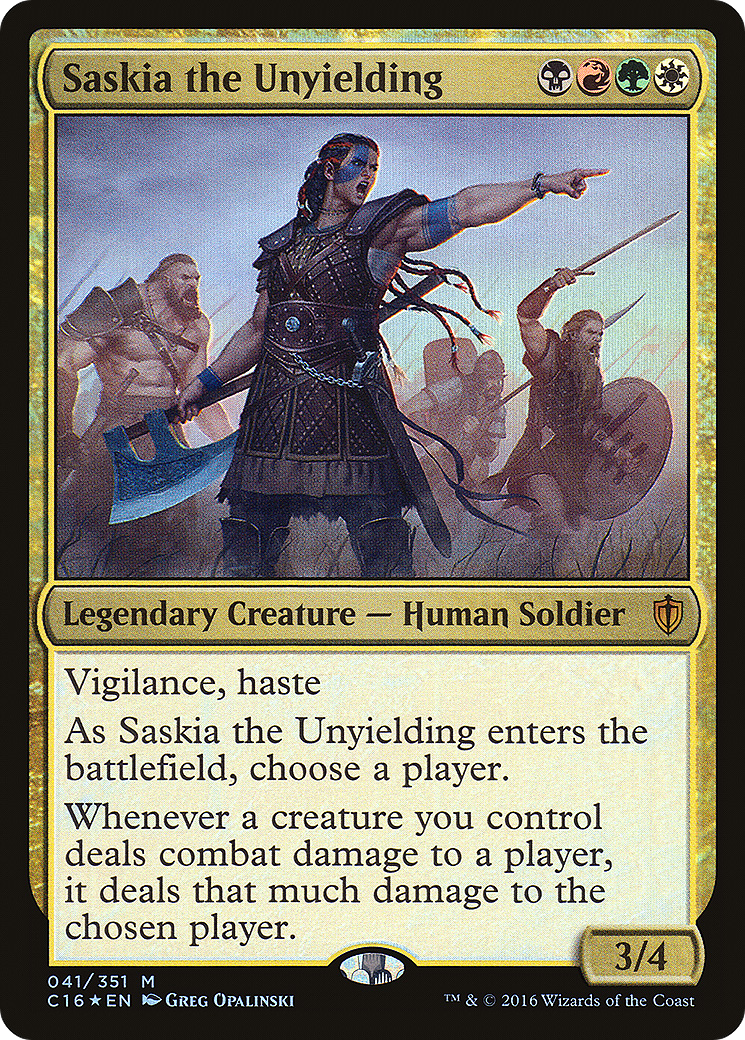 Saskia the Unyielding
Legendary Creature — Human Soldier
Vigilance, haste
As Saskia the Unyielding enters the
battlefield, choose a player.
Whenever a creature you control
deals combat damage to a player,
it deals that much damage to the
chosen player.
3/4
041/351 M
C16★EN Greg Opalinski
™ & © 2016 Wizards of the Coast